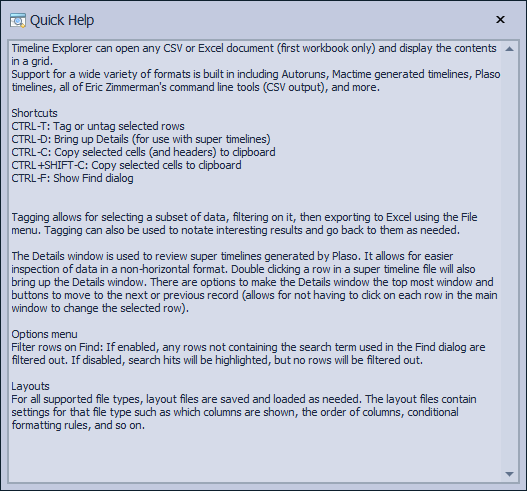 Quick Help
Timeline Explorer can open any CSV or Excel document (first workbook only) and display the contents
in a grid.
Support for a wide variety of formats is built in including Autoruns, Mactime generated timelines, Plaso
timelines, all of Eric Zimmerman's command line tools (CSV output), and more.
Shortcuts
CTRL-T: Tag or untag selected rows
CTRL-D: Bring up Details (for use with super timelines)
CTRL-C: Copy selected cells (and headers) to clipboard
CTRL+SHIFT-C: Copy selected cells to clipboard
CTRL-F: Show Find dialog
Tagging allows for selecting a subset of data, filtering on it, then exporting to Excel using the File
menu. Tagging can also be used to notate interesting results and go back to them as needed.
The Details window is used to review super timelines generated by Plaso. It allows for easier
inspection of data in a non-horizontal format. Double clicking a row in a super timeline file will also
bring up the Details window. There are options to make the Details window the top most window and
buttons to move to the next or previous record (allows for not having to click on each row in the main
window to change the selected row).
Options menu
Filter rows on Find: If enabled, any rows not containing the search term used in the Find dialog are
filtered out. If disabled, search hits will be highlighted, but no rows will be filtered out.
Layouts
For all supported file types, layout files are saved and loaded as needed. The layout files contain
settings for that file type such as which columns are shown, the order of columns, conditional
formatting rules, and so on.